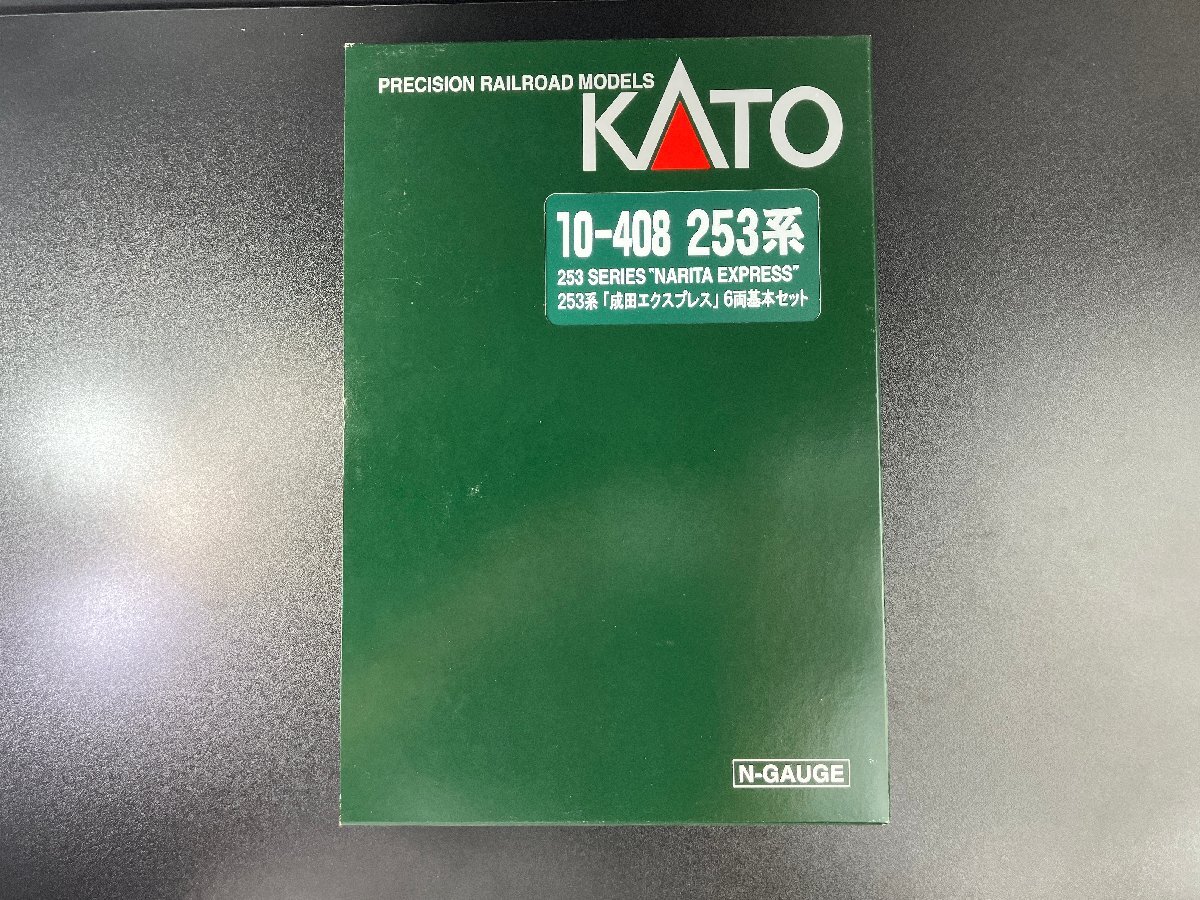 PRECISION RAILROAD MODELS
KATO
10-408 253系
253 SERIES "NARITA EXPRESS"
253系「成田エクスプレス」6両基本セット
N-GAUGE